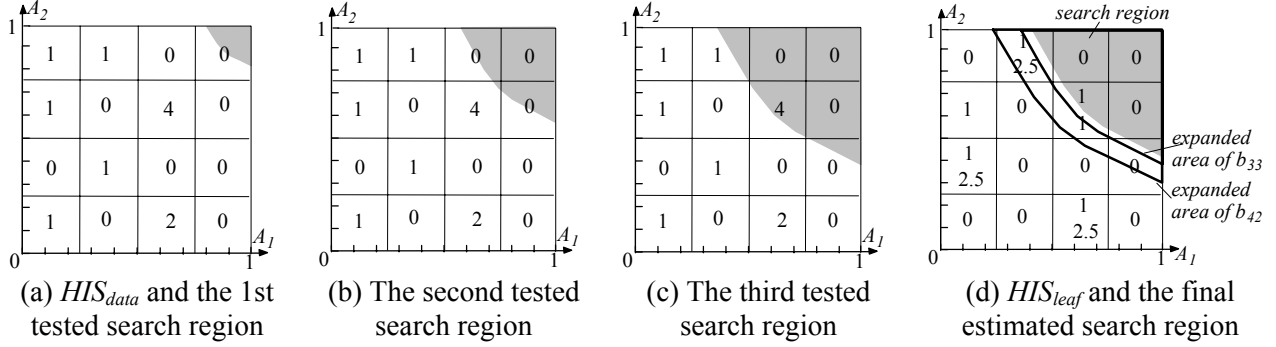 A2
1
1 1 0 0
1 0 4 0
0 1 0 0
1 0 2 0
0
1
A1
(a) HISdata and the 1st
tested search region
A2
1
1 1 0 0
1 0 4 0
0 1 0 0
1 0 2 0
0
1
A1
(b) The second tested
search region
A2
1
1 1 0 0
1 0 4 0
0 1 0 0
1 0 2 0
0
1
A1
(c) The third tested
search region
A2
search region
1
0 1 0 0
2.5
1 0 1 0
1
1 0 0 0
2.5
0 0 1 0
2.5
expanded
area of b33
expanded
area of b42
0
1
A1
(d) HISleaf and the final
estimated search region